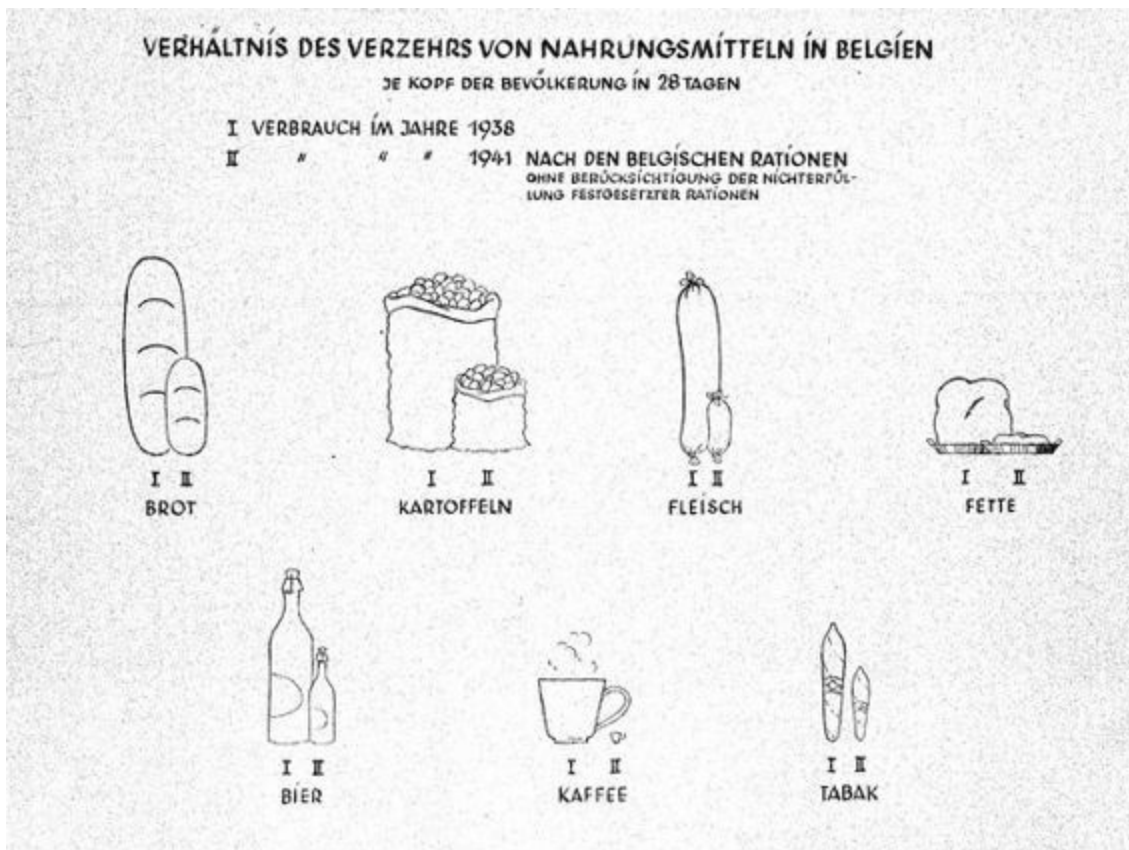 VERHÄLTNIS DES VERZEHRS VON NAHRUNGSMITTELN IN BELGIEN
JE KOPF DER BEVÖLKERUNG IN 28 TAGEN
I VERBRAUCH IM JAHRE 1938
II " " " 1941 NACH DEN BELGISCHEN RATIONEN
OHNE BERÜCKSICHTIGUNG DER NICHTERFÜL-
LUNG FESTGESETZTER RATIONEN
I II I II I II I II
BROT KARTOFFELN FLEISCH FETTE
I II I II I II
BIER KAFFEE TABAK